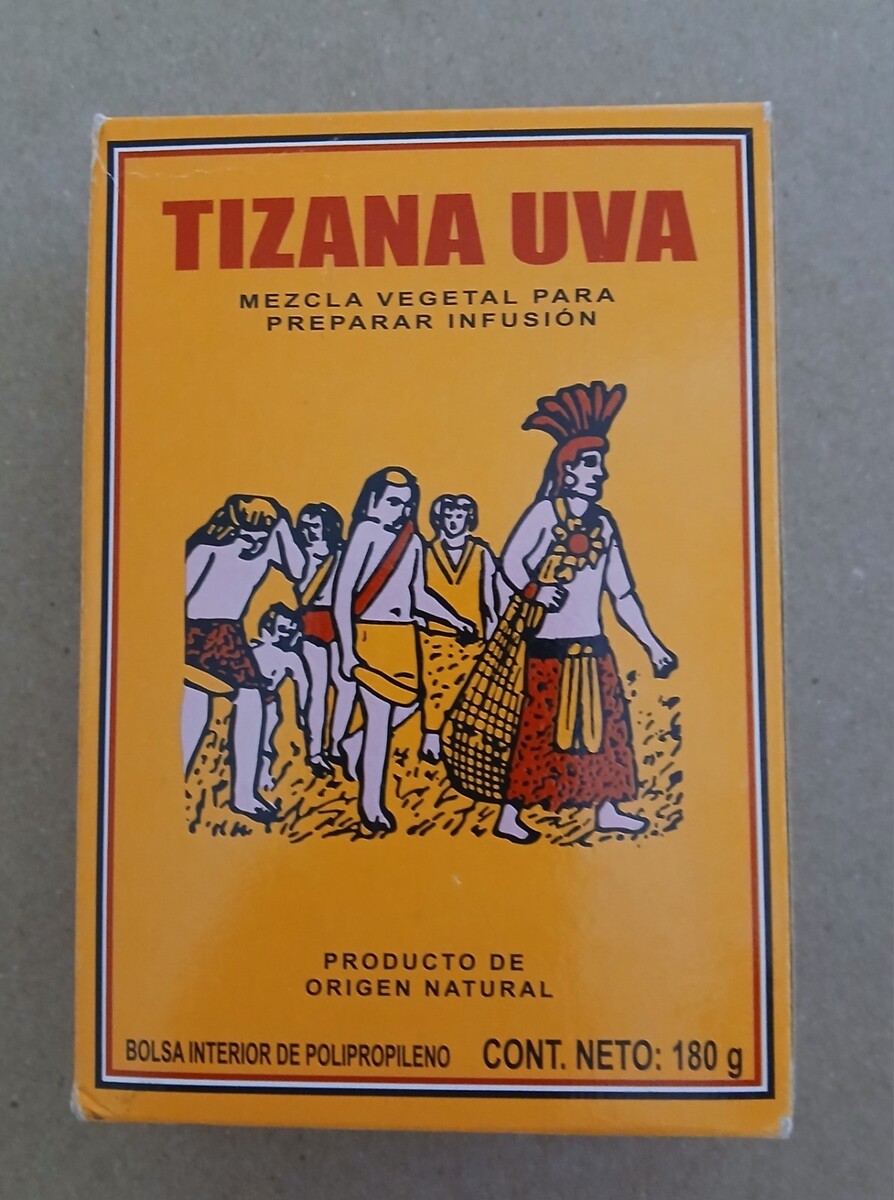 TIZANA UVA
MEZCLA VEGETAL PARA
PREPARAR INFUSIÓN
PRODUCTO DE
ORIGEN NATURAL
BOLSA INTERIOR DE POLIPROPILENO CONT. NETO: 180 g